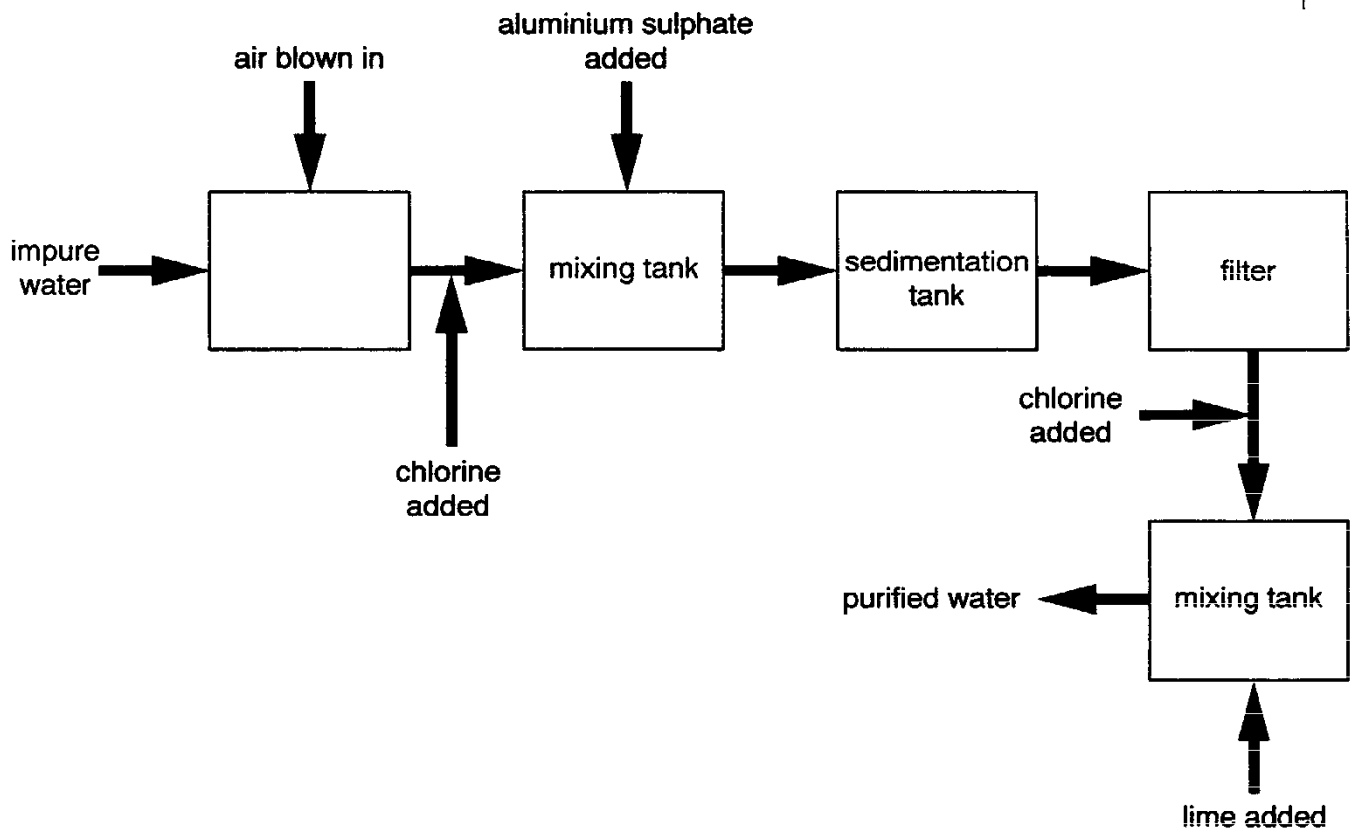 aluminium sulphate
added
air blown in
impure
water
mixing tank
sedimentation
tank
filter
chlorine
added
chlorine
added
purified water
mixing tank
lime added